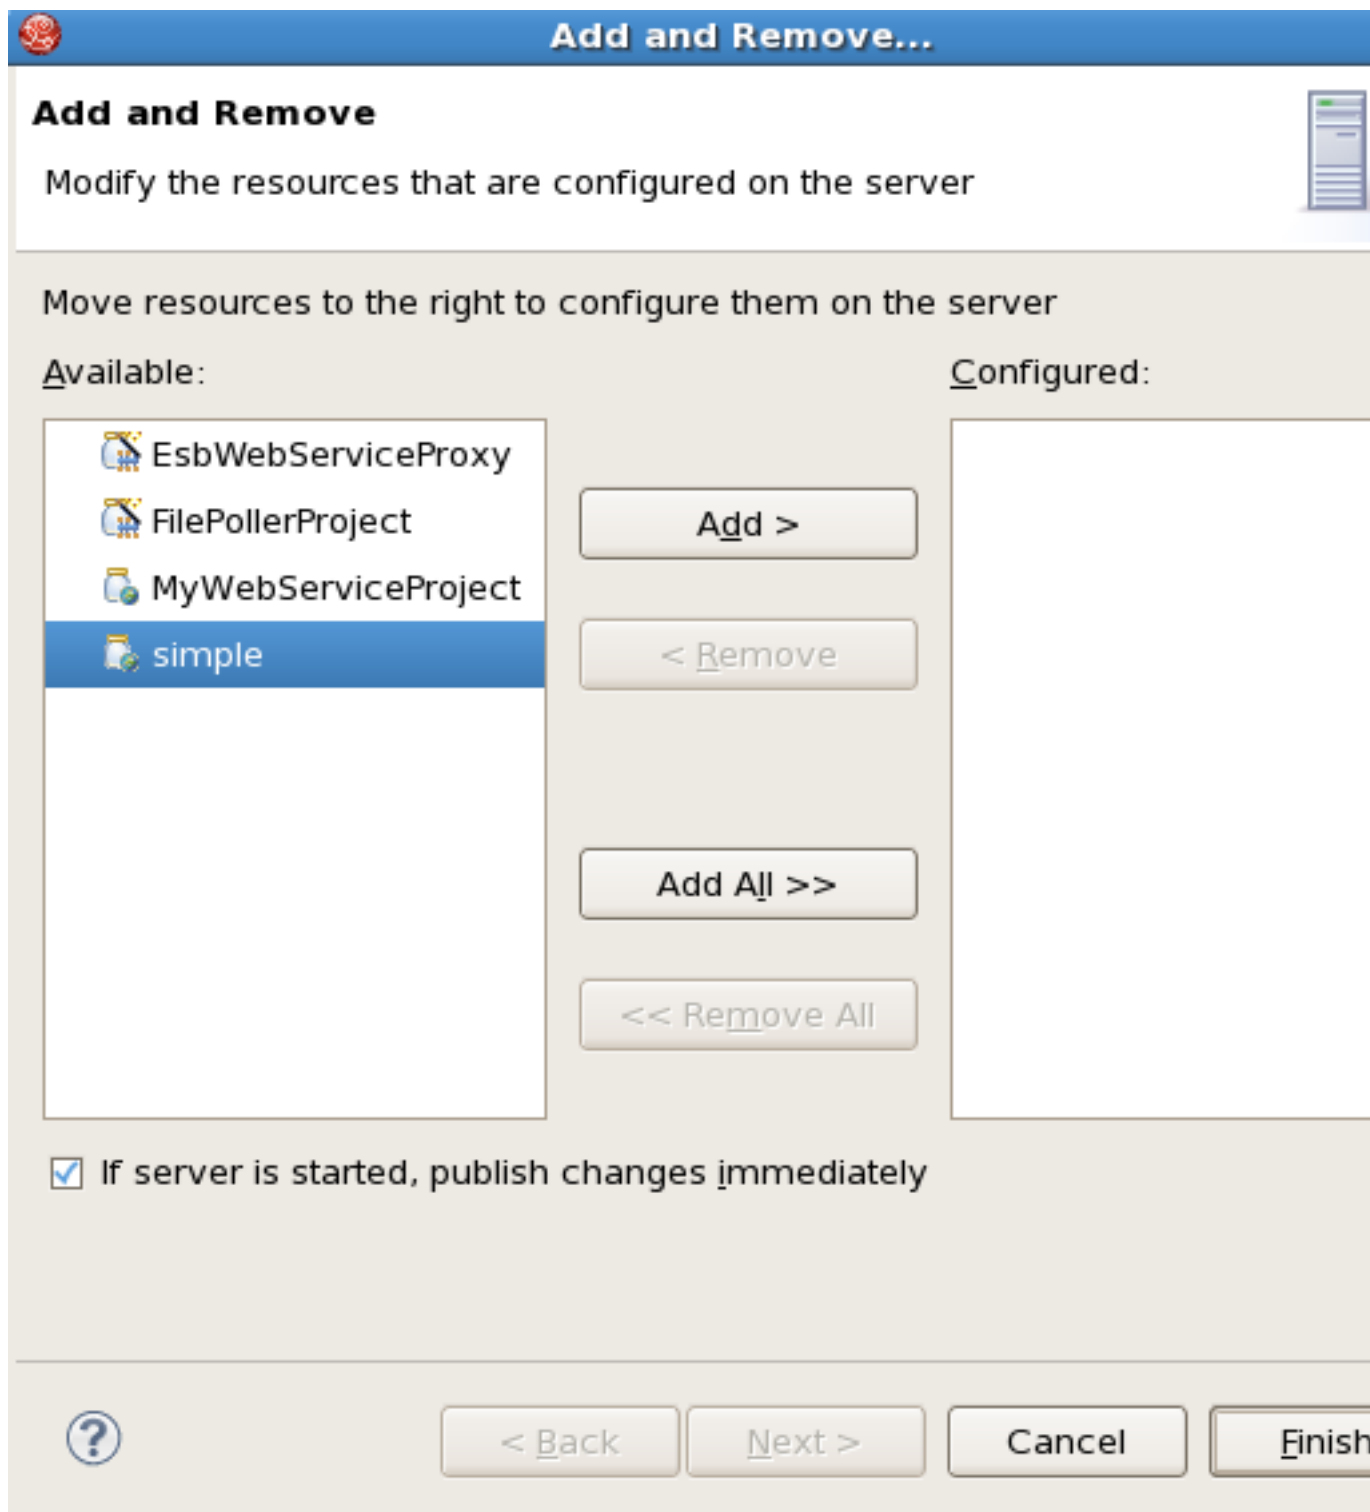 Add and Remove...
Add and Remove
Modify the resources that are configured on the server
Move resources to the right to configure them on the server
Available:
Configured:
EsbWebServiceProxy
FilePollerProject
MyWebServiceProject
simple
Add >
< Remove
Add All >>
<< Remove All
If server is started, publish changes immediately
?
< Back
Next >
Cancel
Finish